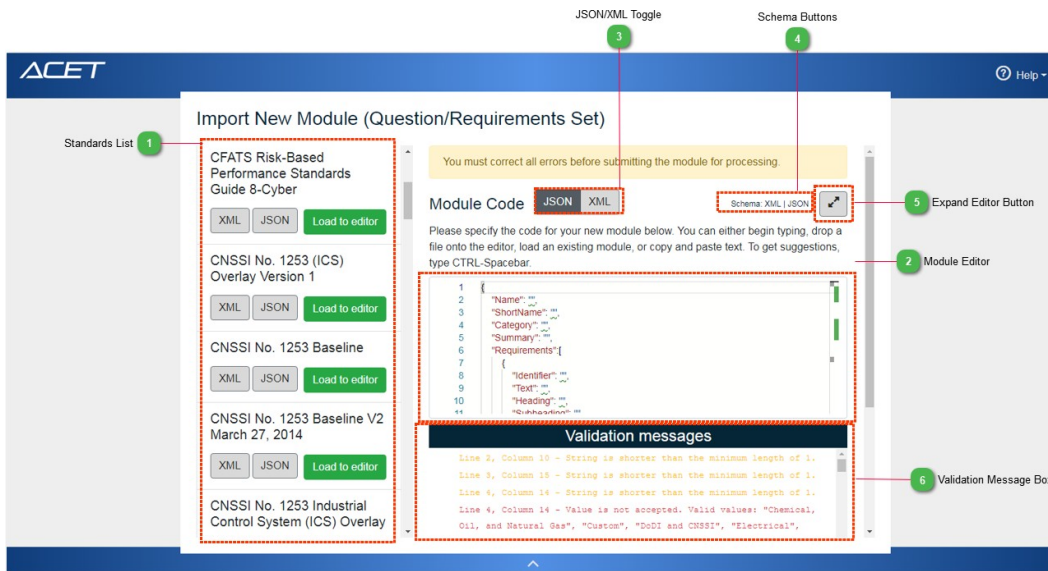 JSON/XML Toggle
Schema Buttons
3
4
ACET
Help
Import New Module (Question/Requirements Set)
Standards List
1
CFATS Risk-Based
Performance Standards
Guide 8-Cyber
XML JSON Load to editor
CNSSI No. 1253 (ICS)
Overlay Version 1
XML JSON Load to editor
CNSSI No. 1253 Baseline
XML JSON Load to editor
CNSSI No. 1253 Baseline V2
March 27, 2014
XML JSON Load to editor
CNSSI No. 1253 Industrial
Control System (ICS) Overlay
You must correct all errors before submitting the module for processing.
Module Code JSON XML
Schema: XML | JSON
5 Expand Editor Button
Please specify the code for your new module below. You can either begin typing, drop a
file onto the editor, load an existing module, or copy and paste text. To get suggestions,
type CTRL-Spacebar.
2 Module Editor
1 {
2 "Name": "",
3 "ShortName": "",
4 "Category": "",
5 "Summary": "",
6 "Requirements":[
7 {
8 "Identifier": "",
9 "Text": "",
10 "Heading": "",
11 "Subheading": ""
Validation messages
Line 2, Column 10 - String is shorter than the minimum length of 1.
Line 3, Column 15 - String is shorter than the minimum length of 1.
Line 4, Column 14 - String is shorter than the minimum length of 1.
Line 4, Column 14 - Value is not accepted. Valid values: "Chemical,
Oil, and Natural Gas", "Custom", "DoDI and CNSSI", "Electrical",
6 Validation Message Box